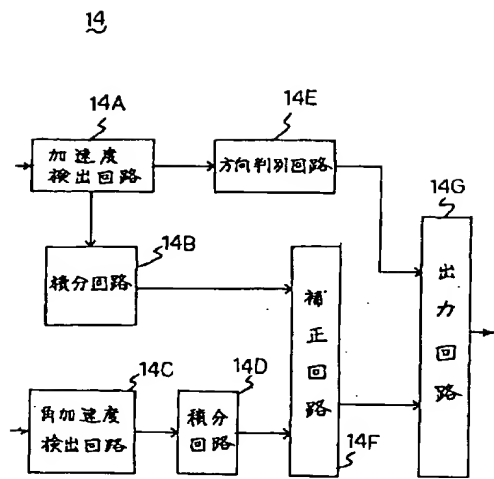 14
14A
加速度
検出回路
14E
方向判別回路
14G
出力回路
14B
積分回路
補正回路
14F
14C
角加速度
検出回路
14D
積分
回路